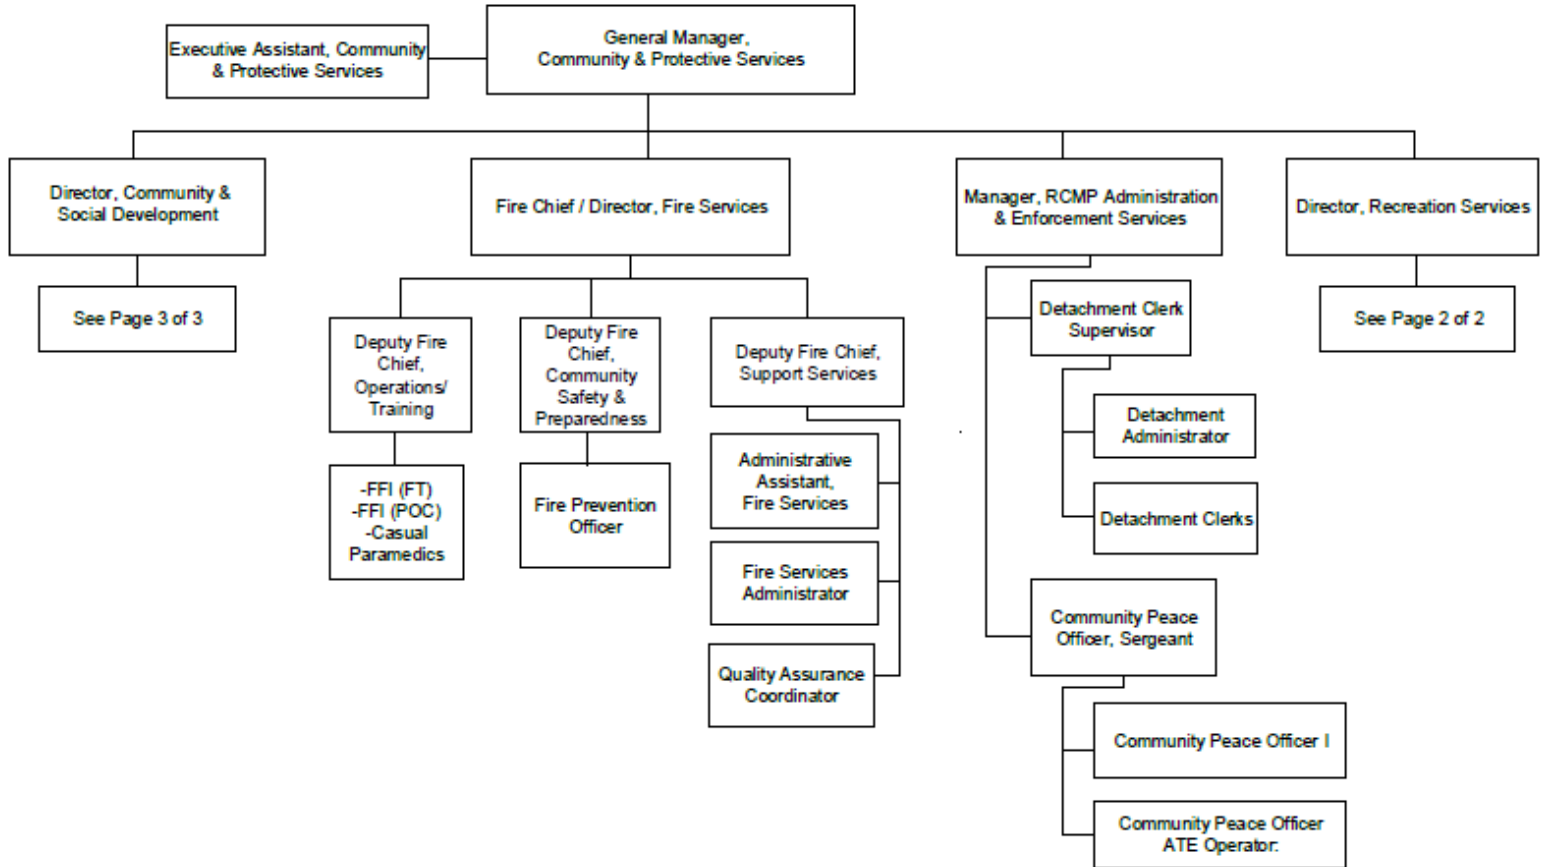 Executive Assistant, Community
& Protective Services
General Manager,
Community & Protective Services
Director, Community &
Social Development
Fire Chief / Director, Fire Services
Manager, RCMP Administration
& Enforcement Services
Director, Recreation Services
See Page 3 of 3
Deputy Fire
Chief,
Operations/
Training
Deputy Fire
Chief,
Community
Safety &
Preparedness
Deputy Fire Chief,
Support Services
Detachment Clerk
Supervisor
See Page 2 of 2
-FFI (FT)
-FFI (POC)
-Casual
Paramedics
Fire Prevention
Officer
Administrative
Assistant,
Fire Services
Fire Services
Administrator
Quality Assurance
Coordinator
Detachment
Administrator
Detachment Clerks
Community Peace
Officer, Sergeant
Community Peace Officer I
Community Peace Officer
ATE Operator: